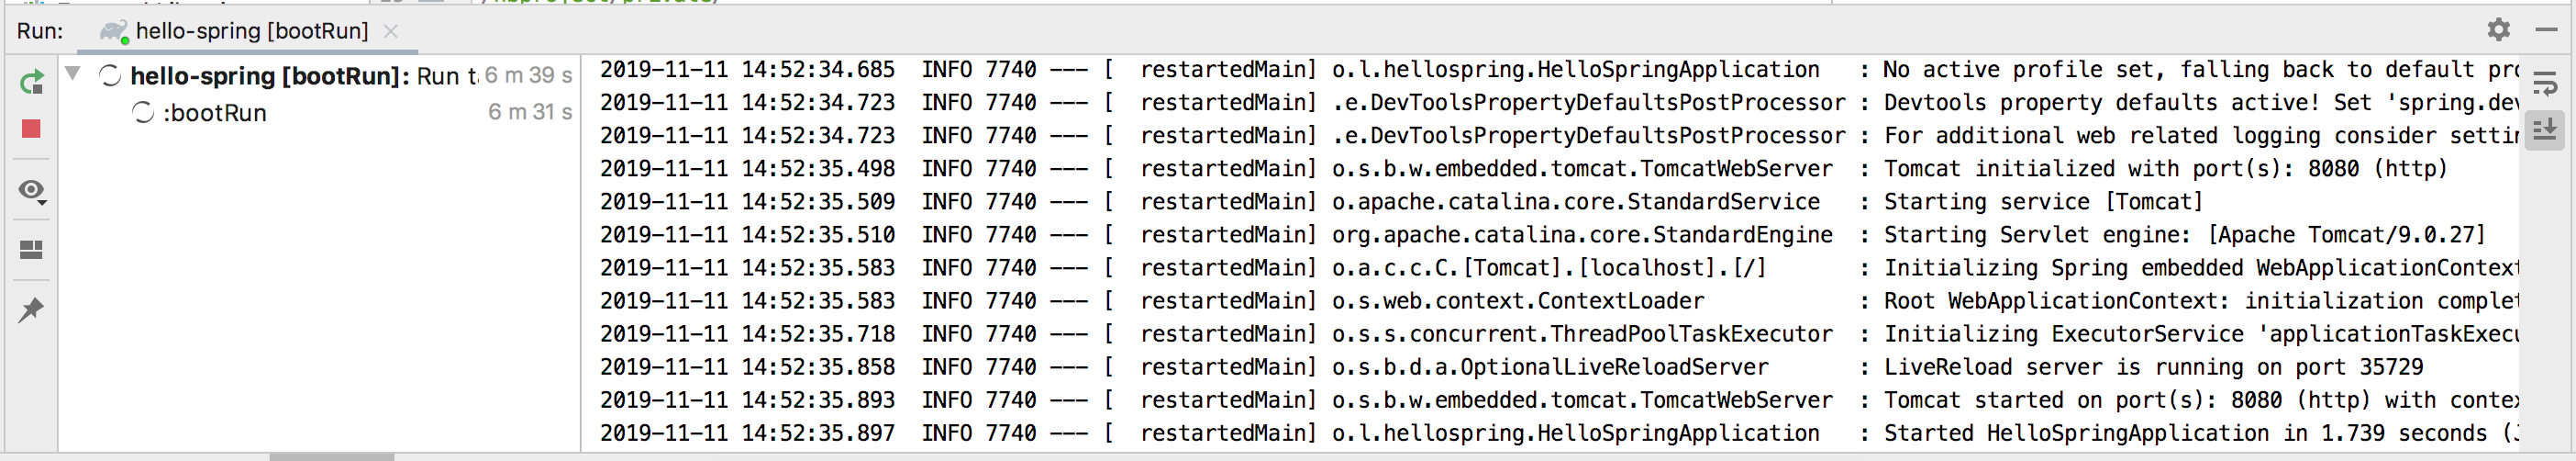 Run: hello-spring [bootRun]
hello-spring [bootRun]: Run 6 m 39 s
:bootRun 6 m 31 s
2019-11-11 14:52:34.685  INFO 7740 --- [  restartedMain] o.l.hellospring.HelloSpringApplication   : No active profile set, falling back to default
2019-11-11 14:52:34.723  INFO 7740 --- [  restartedMain] .e.DevToolsPropertyDefaultsPostProcessor : Devtools property defaults active! Set 'spring.dev
2019-11-11 14:52:34.723  INFO 7740 --- [  restartedMain] .e.DevToolsPropertyDefaultsPostProcessor : For additional web related logging consider
2019-11-11 14:52:35.498  INFO 7740 --- [  restartedMain] o.s.b.w.embedded.tomcat.TomcatWebServer  : Tomcat initialized with port(s): 8080 (http)
2019-11-11 14:52:35.509  INFO 7740 --- [  restartedMain] o.apache.catalina.core.StandardService   : Starting service [Tomcat]
2019-11-11 14:52:35.510  INFO 7740 --- [  restartedMain] org.apache.catalina.core.StandardEngine  : Starting Servlet engine: [Apache Tomcat/9.0.27]
2019-11-11 14:52:35.583  INFO 7740 --- [  restartedMain] o.a.c.c.C.[Tomcat].[localhost].[/]       : Initializing Spring embedded WebApplicationContext
2019-11-11 14:52:35.583  INFO 7740 --- [  restartedMain] o.s.web.context.ContextLoader            : Root WebApplicationContext: initialization complet
2019-11-11 14:52:35.718  INFO 7740 --- [  restartedMain] o.s.s.concurrent.ThreadPoolTaskExecutor  : Initializing ExecutorService 'applicationTaskExecu
2019-11-11 14:52:35.858  INFO 7740 --- [  restartedMain] o.s.b.d.a.OptionalLiveReloadServer       : LiveReload server is running on port 35729
2019-11-11 14:52:35.893  INFO 7740 --- [  restartedMain] o.s.b.w.embedded.tomcat.TomcatWebServer  : Tomcat started on port(s): 8080 (http) with
2019-11-11 14:52:35.897  INFO 7740 --- [  restartedMain] o.l.hellospring.HelloSpringApplication   : Started HelloSpringApplication in 1.739 seconds